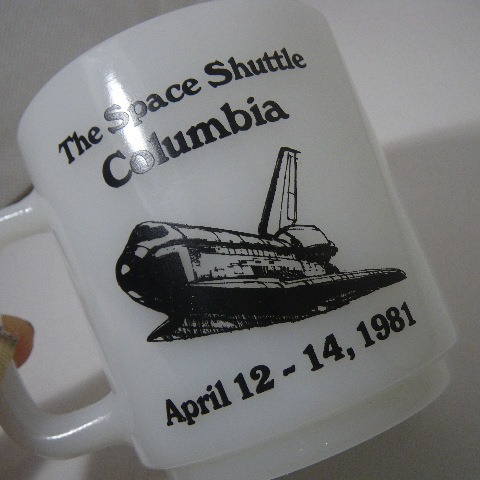 The Space Shuttle
Columbia
April 12 - 14, 1981